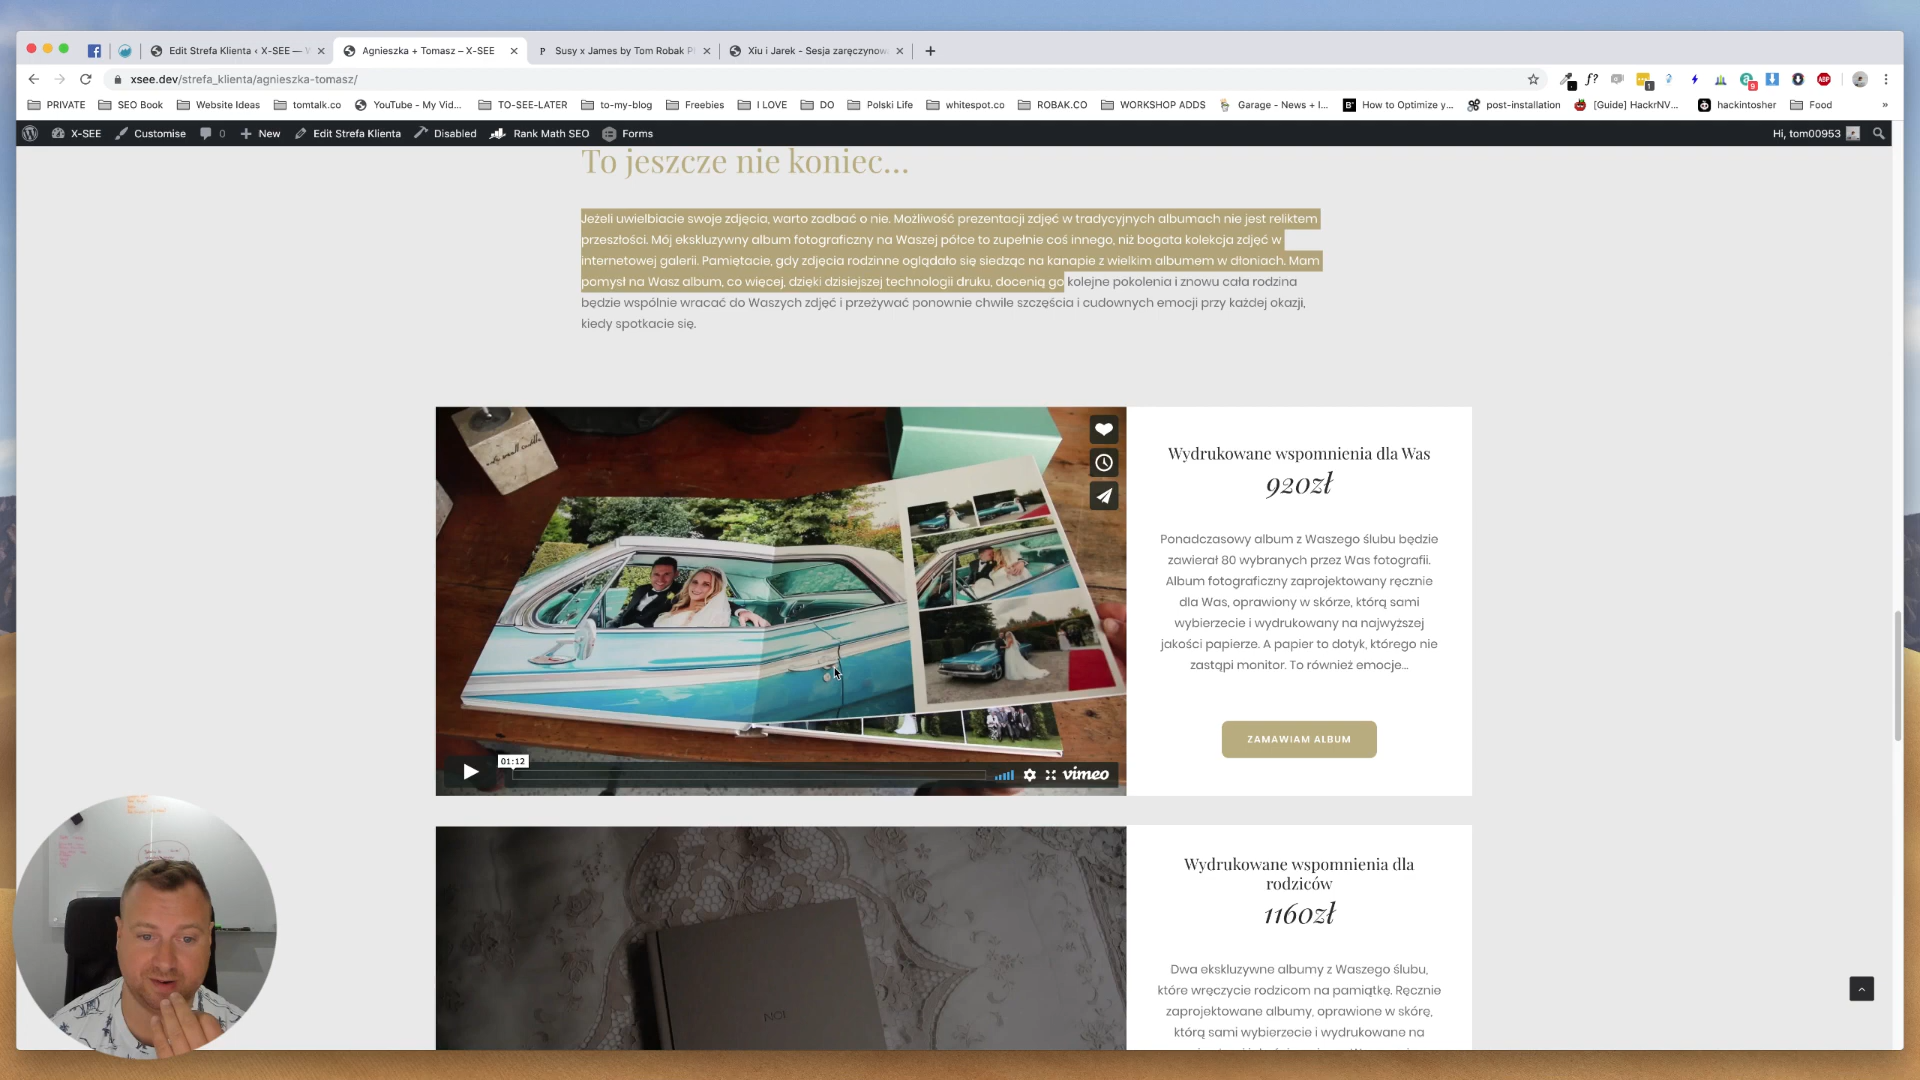 Edit Strefa Klienta ‹ X-SEE —
Agnieszka + Tomasz – X-SEE
Susy x James by Tom Robak
Xiu i Jarek - Sesja zaręczynow
xsee.dev/strefa_klienta/agnieszka-tomasz/
PRIVATE
SEO Book
Website Ideas
tomtalk.co
YouTube - My Vid...
TO-SEE-LATER
to-my-blog
Freebies
I LOVE
DO
Polski Life
whitespot.co
ROBAK.CO
WORKSHOP ADDS
Garage - News + I...
How to Optimize y...
post-installation
[Guide] HackrNV...
hackintosher
Food
X-SEE
Customise
0
New
Edit Strefa Klienta
Disabled
Rank Math SEO
Forms
Hi, tom00953
To jeszcze nie koniec...
Jeżeli uwielbiacie swoje zdjęcia, warto zadbać o nie. Możliwość prezentacji zdjęć w tradycyjnych albumach nie jest reliktem
przeszłości. Mój ekskluzywny album fotograficzny na Waszej półce to zupełnie coś innego, niż bogata kolekcja zdjęć w
internetowej galerii. Pamiętacie, gdy zdjęcia rodzinne oglądało się siedząc na kanapie z wielkim albumem w dłoniach. Mam
pomysł na Wasz album, co więcej, dzięki dzisiejszej technologii druku, docenią go kolejne pokolenia i znowu cała rodzina
będzie wspólnie wracać do Waszych zdjęć i przeżywać ponownie chwile szczęścia i cudownych emocji przy każdej okazji,
kiedy spotkacie się.
01:12
vimeo
Wydrukowane wspomnienia dla Was
920zł
Ponadczasowy album z Waszego ślubu będzie
zawierał 80 wybranych przez Was fotografii.
Album fotograficzny zaprojektowany ręcznie
dla Was, oprawiony w skórze, którą sami
wybierzecie i wydrukowany na najwyższej
jakości papierze. A papier to dotyk, którego nie
zastąpi monitor. To również emocje...
ZAMAWIAM ALBUM
Wydrukowane wspomnienia dla
rodziców
1160zł
Dwa ekskluzywne albumy z Waszego ślubu,
które wręczycie rodzicom na pamiątkę. Ręcznie
zaprojektowane albumy, oprawione w skórę,
którą sami wybierzecie i wydrukowane na